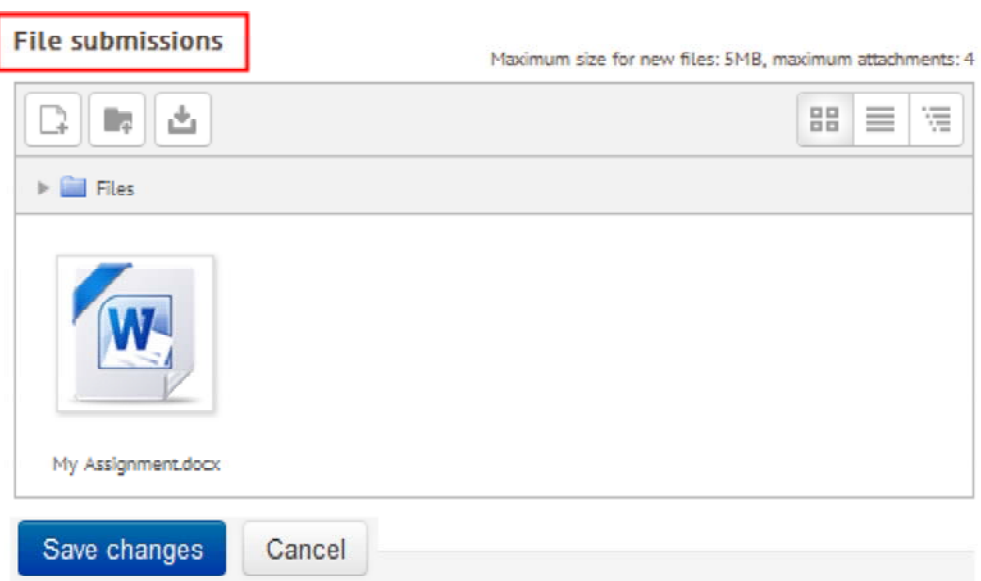 File submissions
Maximum size for new files: 5MB, maximum attachments: 4
Files
W
My Assignment.docx
Save changes Cancel